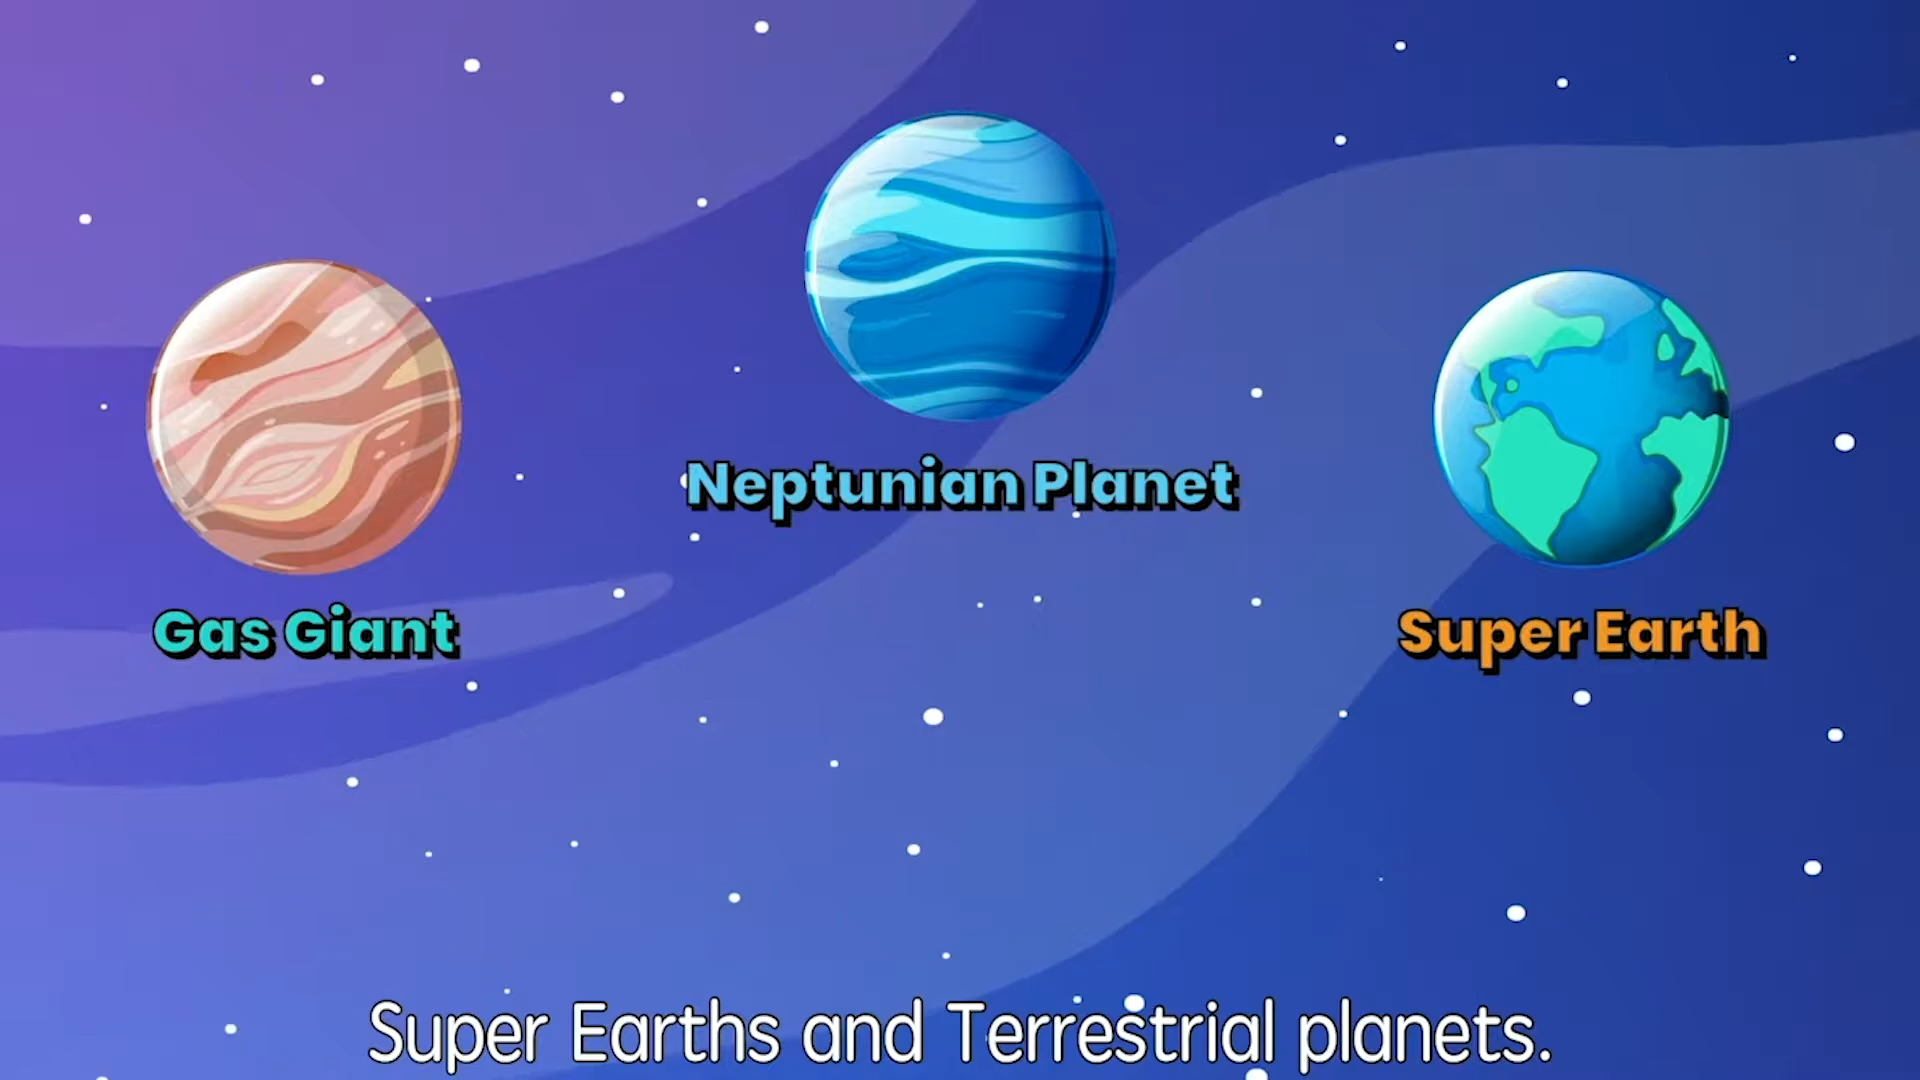 Neptunian Planet
Gas Giant
Super Earth
Super Earths and Terrestrial planets.